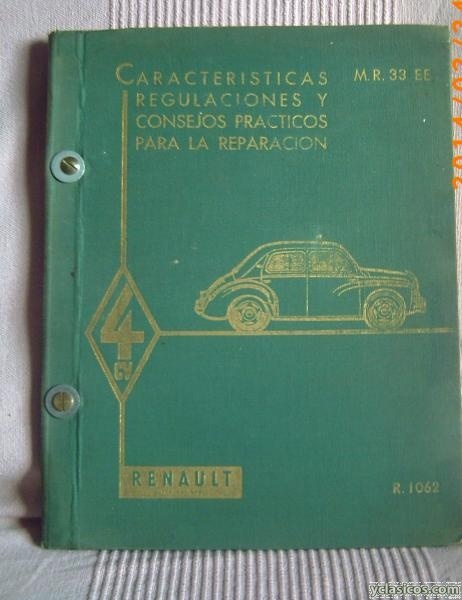 CARACTERISTICAS
REGULACIONES Y
CONSEJOS PRACTICOS
PARA LA REPARACION
M.R. 33 EE
4
CV
RENAULT
R. 1062
yclasicos.com